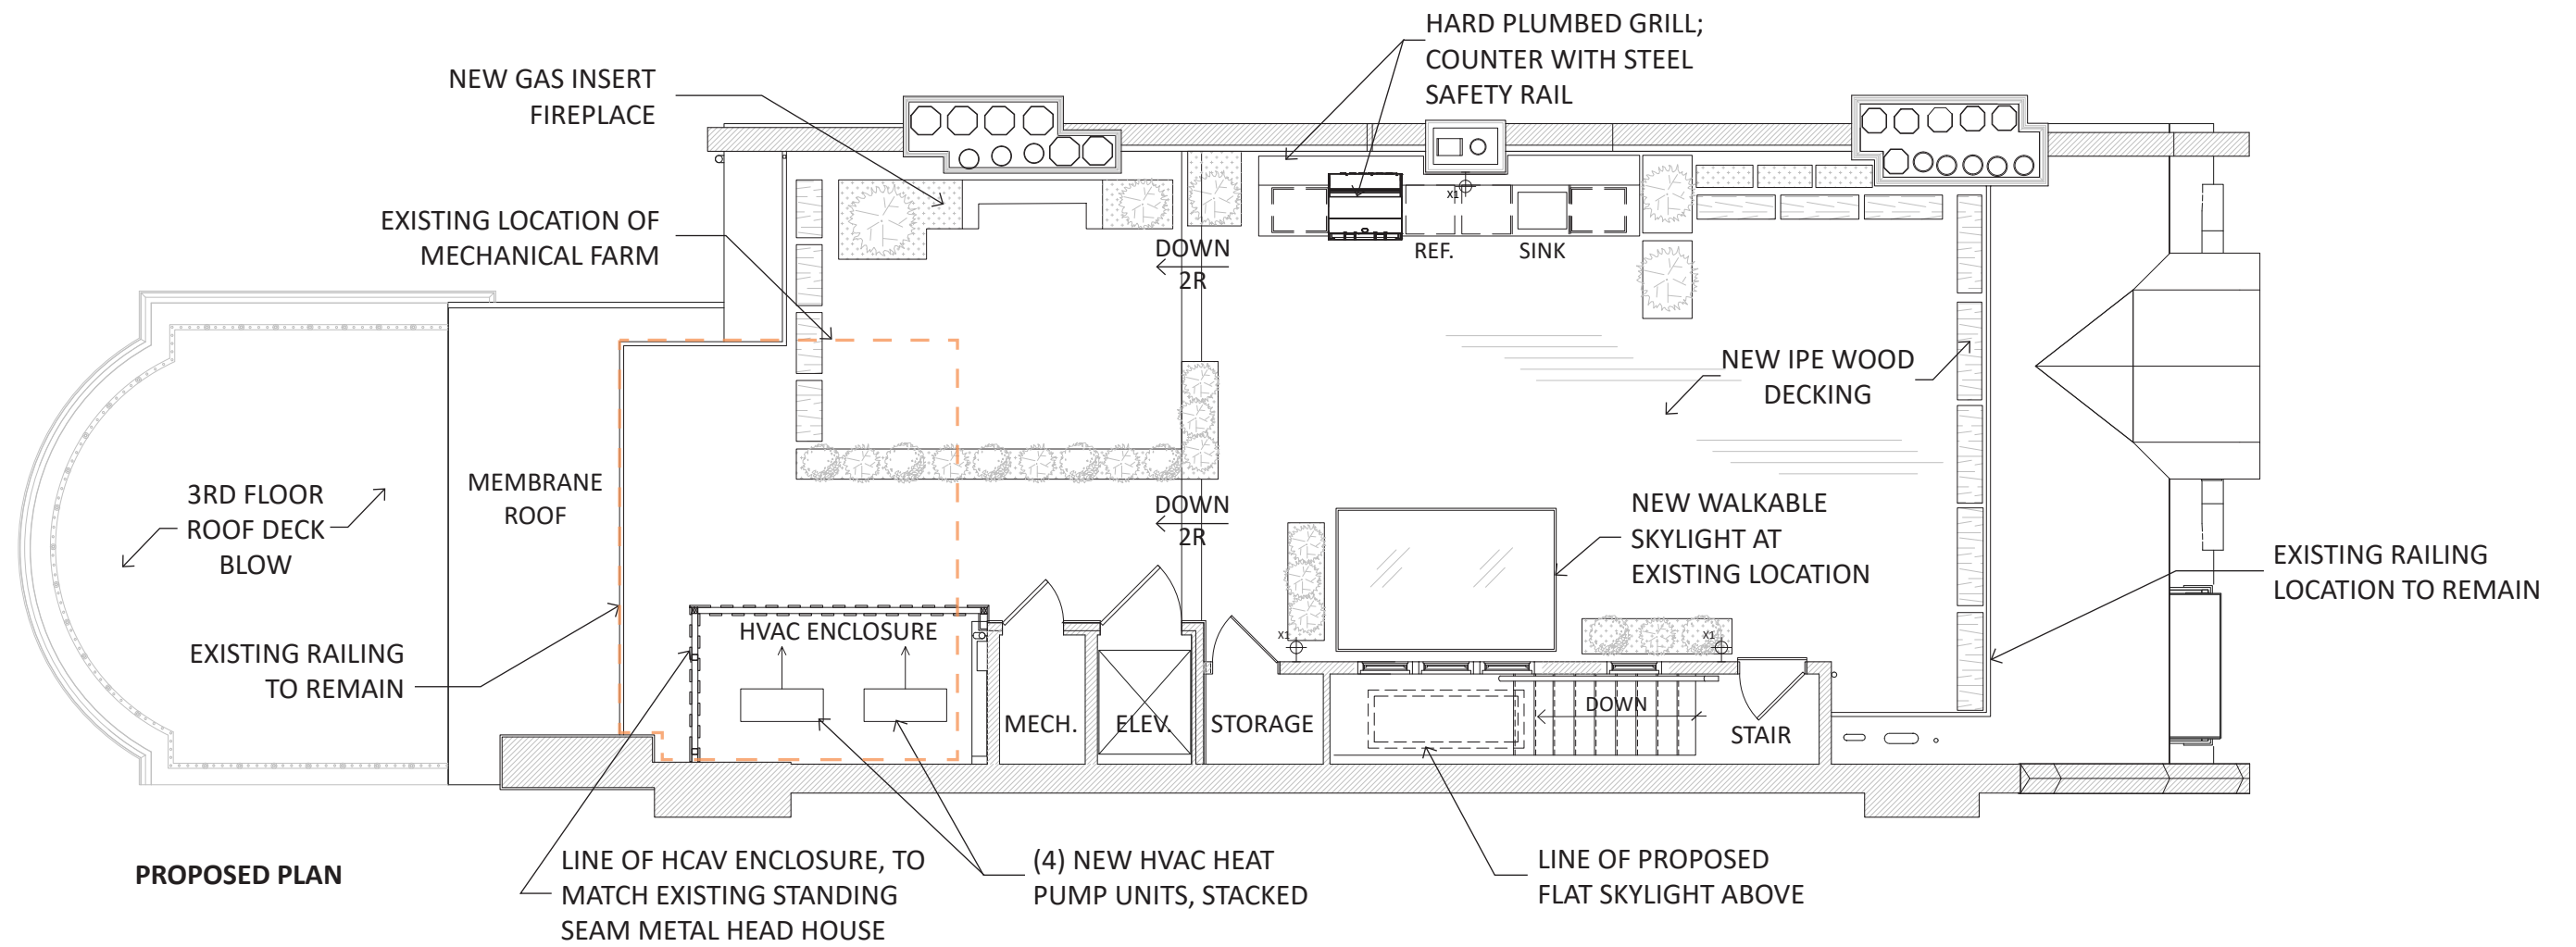 HARD PLUMBED GRILL;
COUNTER WITH STEEL
SAFETY RAIL
NEW GAS INSERT
FIREPLACE
EXISTING LOCATION OF
MECHANICAL FARM
X1
DOWN
2R
REF.
SINK
NEW IPE WOOD
DECKING
MEMBRANE
ROOF
3RD FLOOR
ROOF DECK
BLOW
DOWN
2R
NEW WALKABLE
SKYLIGHT AT
EXISTING LOCATION
EXISTING RAILING
LOCATION TO REMAIN
EXISTING RAILING
TO REMAIN
HVAC ENCLOSURE
X1
X1
MECH.
ELEV.
STORAGE
DOWN
STAIR
PROPOSED PLAN
LINE OF HCAV ENCLOSURE, TO
MATCH EXISTING STANDING
SEAM METAL HEAD HOUSE
(4) NEW HVAC HEAT
PUMP UNITS, STACKED
LINE OF PROPOSED
FLAT SKYLIGHT ABOVE